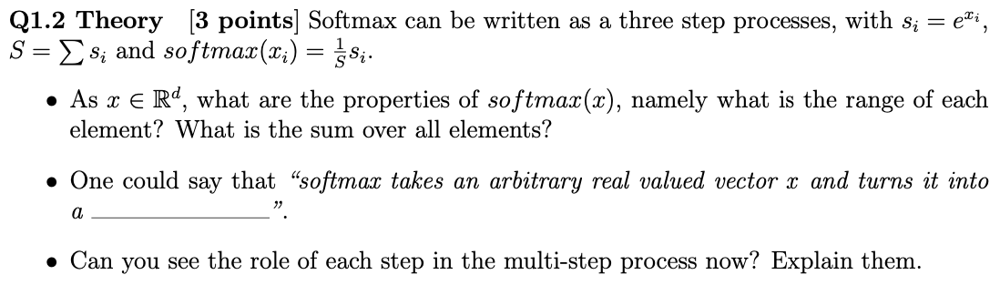 Q1.2 Theory [3 points] Softmax can be written as a three step processes, with $s_i = e^{x_i}$,
$S = \sum s_i$ and $softmax(x_i) = \frac{1}{S} s_i$.
• As $x \in \mathbb{R}^d$, what are the properties of $softmax(x)$, namely what is the range of each
element? What is the sum over all elements?
• One could say that “softmax takes an arbitrary real valued vector x and turns it into
a ______________ ”.
• Can you see the role of each step in the multi-step process now? Explain them.